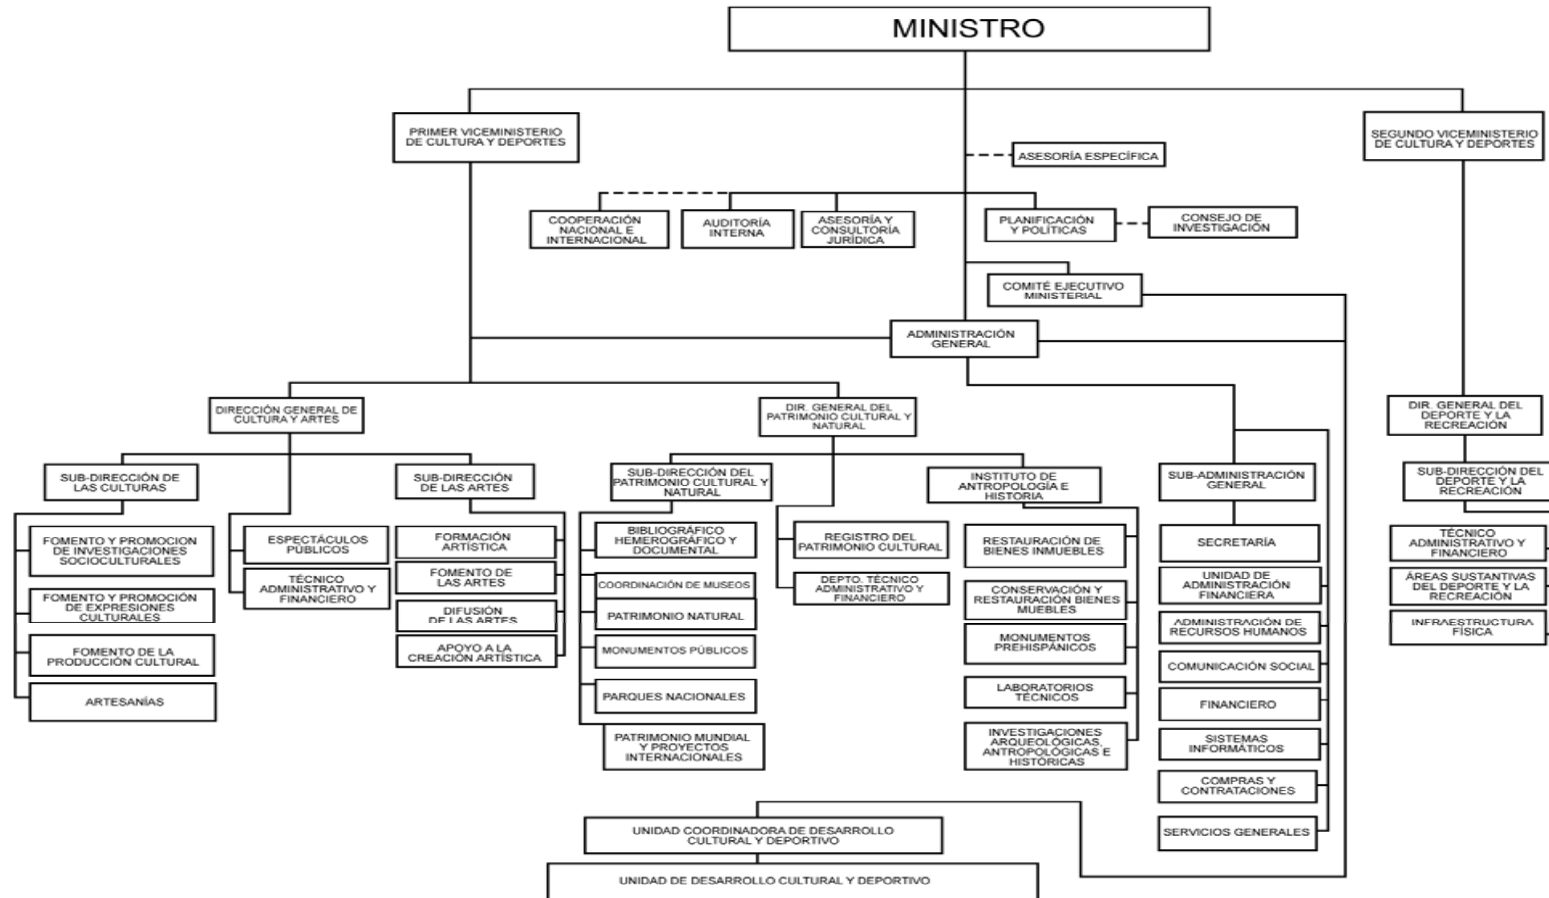 MINISTRO
PRIMER VICEMINISTERIO
DE CULTURA Y DEPORTES
SEGUNDO VICEMINISTERIO
DE CULTURA Y DEPORTES
ASESORÍA ESPECÍFICA
COOPERACIÓN
NACIONAL E
INTERNACIONAL
AUDITORÍA
INTERNA
ASESORÍA Y
CONSULTORÍA
JURÍDICA
PLANIFICACIÓN
Y POLÍTICAS
CONSEJO DE
INVESTIGACIÓN
COMITÉ EJECUTIVO
MINISTERIAL
ADMINISTRACIÓN
GENERAL
DIRECCIÓN GENERAL DE
CULTURA Y ARTES
DIR. GENERAL DEL
PATRIMONIO CULTURAL Y
NATURAL
DIR. GENERAL DEL
DEPORTE Y LA
RECREACIÓN
SUB-DIRECCIÓN DE
LAS CULTURAS
SUB-DIRECCIÓN
DE LAS ARTES
SUB-DIRECCIÓN DEL
PATRIMONIO CULTURAL Y
NATURAL
INSTITUTO DE
ANTROPOLOGÍA E
HISTORIA
SUB-ADMINISTRACIÓN
GENERAL
SUB-DIRECCIÓN DEL
DEPORTE Y LA
RECREACIÓN
FOMENTO Y PROMOCION
DE INVESTIGACIONES
SOCIOCULTURALES
FOMENTO Y PROMOCIÓN
DE EXPRESIONES
CULTURALES
FOMENTO DE LA
PRODUCCIÓN CULTURAL
ARTESANÍAS
ESPECTÁCULOS
PÚBLICOS
TÉCNICO
ADMINISTRATIVO Y
FINANCIERO
FORMACIÓN
ARTÍSTICA
FOMENTO DE
LAS ARTES
DIFUSIÓN
DE LAS ARTES
APOYO A LA
CREACIÓN ARTÍSTICA
BIBLIOGRÁFICO
HEMEROGRÁFICO Y
DOCUMENTAL
COORDINACIÓN DE MUSEOS
PATRIMONIO NATURAL
MONUMENTOS PÚBLICOS
PARQUES NACIONALES
PATRIMONIO MUNDIAL
Y PROYECTOS
INTERNACIONALES
REGISTRO DEL
PATRIMONIO CULTURAL
DEPTO. TÉCNICO
ADMINISTRATIVO Y
FINANCIERO
RESTAURACIÓN DE
BIENES INMUEBLES
CONSERVACIÓN Y
RESTAURACIÓN BIENES
MUEBLES
MONUMENTOS
PREHISPÁNICOS
LABORATORIOS
TÉCNICOS
INVESTIGACIONES
ARQUEOLÓGICAS,
ANTROPOLÓGICAS E
HISTÓRICAS
SECRETARÍA
UNIDAD DE
ADMINISTRACIÓN
FINANCIERA
ADMINISTRACIÓN DE
RECURSOS HUMANOS
COMUNICACIÓN SOCIAL
FINANCIERO
SISTEMAS
INFORMÁTICOS
COMPRAS Y
CONTRATACIONES
SERVICIOS GENERALES
TÉCNICO
ADMINISTRATIVO Y
FINANCIERO
ÁREAS SUSTANTIVAS
DEL DEPORTE Y LA
RECREACIÓN
INFRAESTRUCTURA
FÍSICA
UNIDAD COORDINADORA DE DESARROLLO
CULTURAL Y DEPORTIVO
UNIDAD DE DESARROLLO CULTURAL Y DEPORTIVO